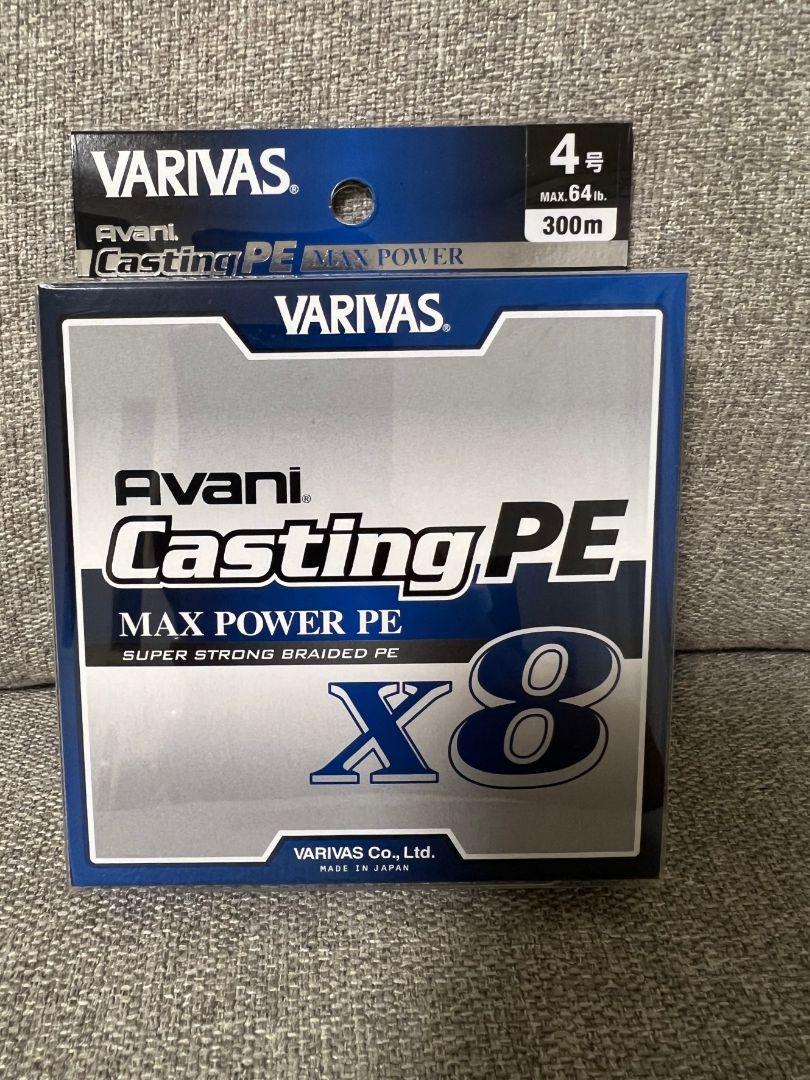 VARIVAS®
4号
MAX.64lb.
300m
Avani®
Casting PE MAX POWER
VARIVAS®
Avani®
Casting PE
MAX POWER PE
SUPER STRONG BRAIDED PE
X8
VARIVAS Co., Ltd.
MADE IN JAPAN